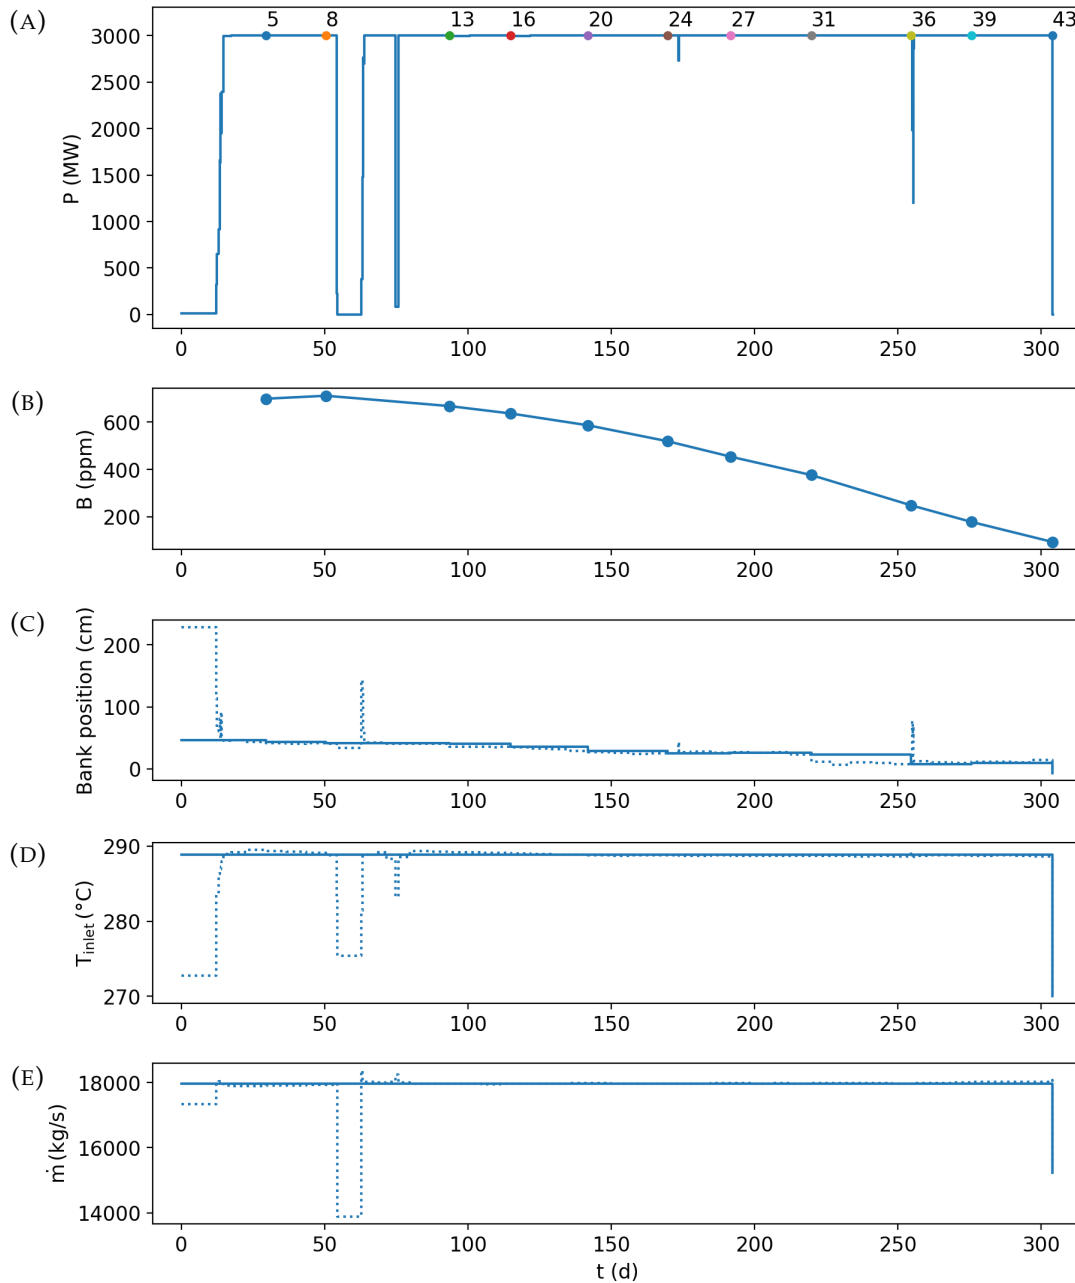 (A)
5 8 13 16 20 24 27 31 36 39 43
3000
2500
2000
1500
1000
500
0
P (MW)
0 50 100 150 200 250 300
(B)
600
400
200
B (ppm)
0 50 100 150 200 250 300
(C)
200
100
0
Bank position (cm)
0 50 100 150 200 250 300
(D)
290
280
270
T_inlet (°C)
0 50 100 150 200 250 300
(E)
18000
16000
14000
ṁ (kg/s)
0 50 100 150 200 250 300
t (d)